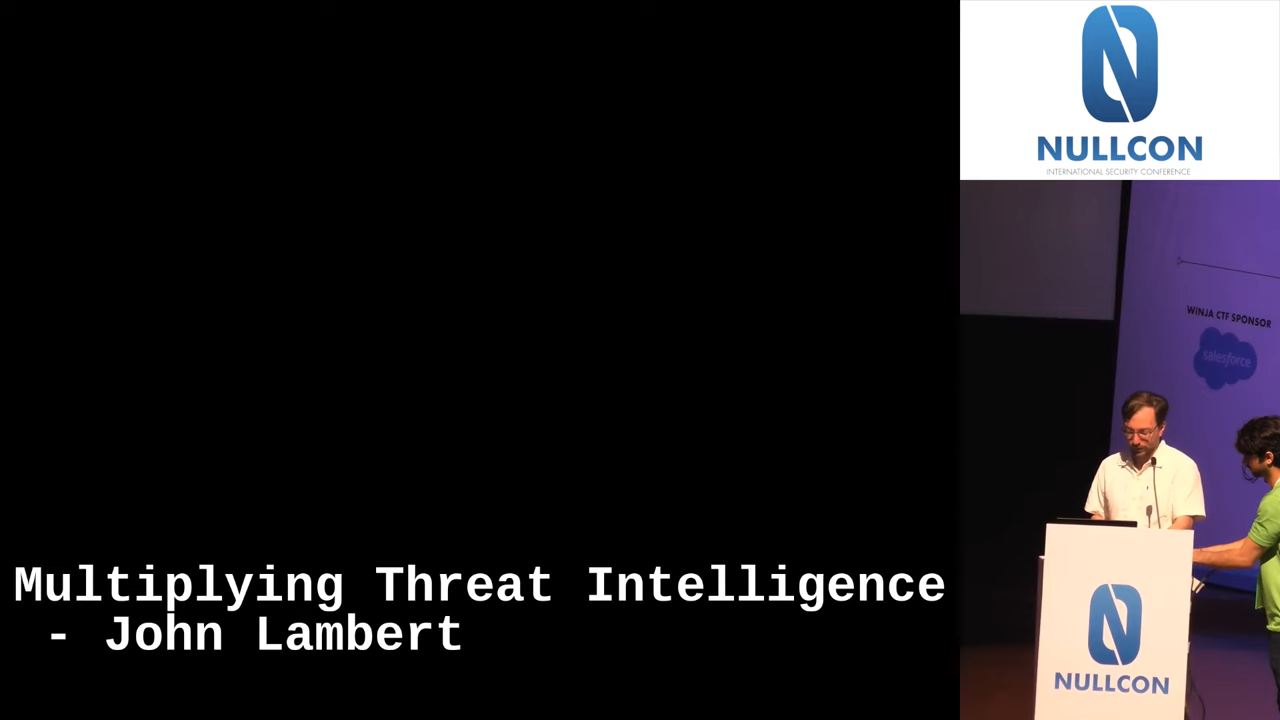 NULLCON
INTERNATIONAL SECURITY CONFERENCE
WINJA CTF SPONSOR
salesforce
Multiplying Threat Intelligence
- John Lambert
NULLCON